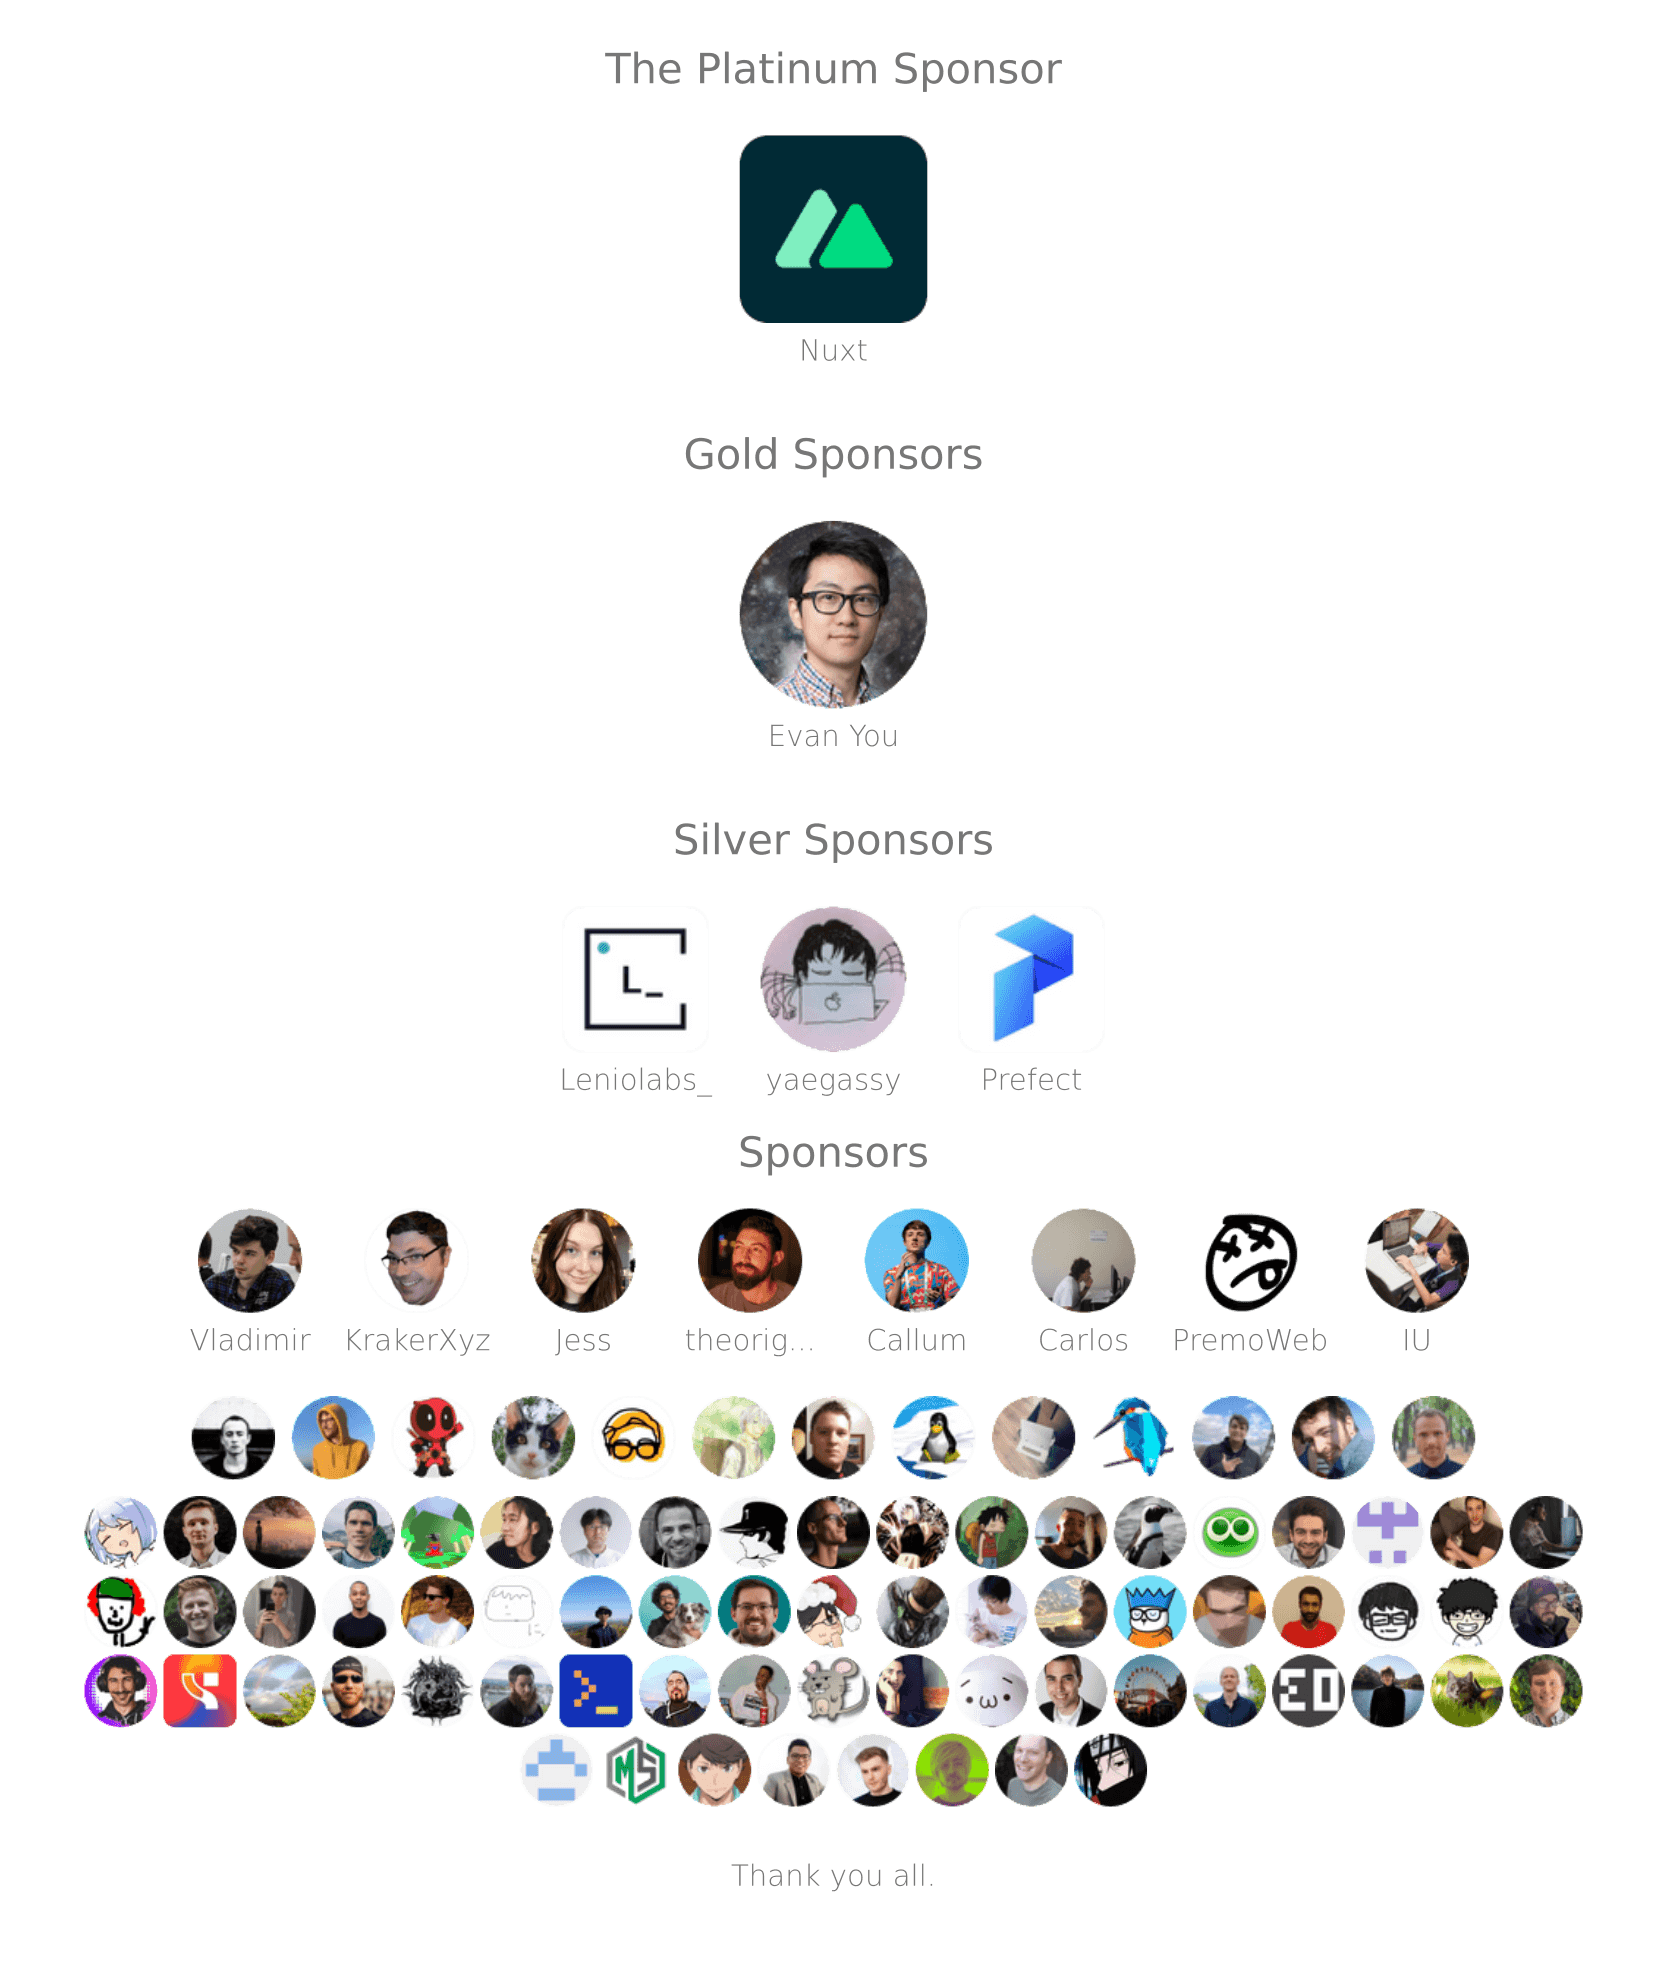 The Platinum Sponsor
Nuxt
Gold Sponsors
Evan You
Silver Sponsors
L_
Leniolabs_ yaegassy Prefect
Sponsors
Vladimir KrakerXyz Jess theorig... Callum Carlos PremoWeb IU
MS
Thank you all.